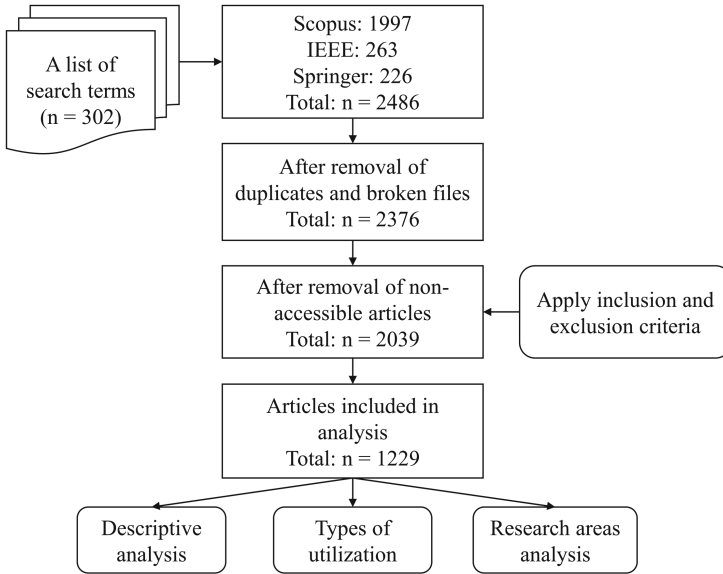 A list of
search terms
(n = 302)
Scopus: 1997
IEEE: 263
Springer: 226
Total: n = 2486
After removal of
duplicates and broken files
Total: n = 2376
After removal of non-
accessible articles
Total: n = 2039
Apply inclusion and
exclusion criteria
Articles included in
analysis
Total: n = 1229
Descriptive
analysis
Types of
utilization
Research areas
analysis